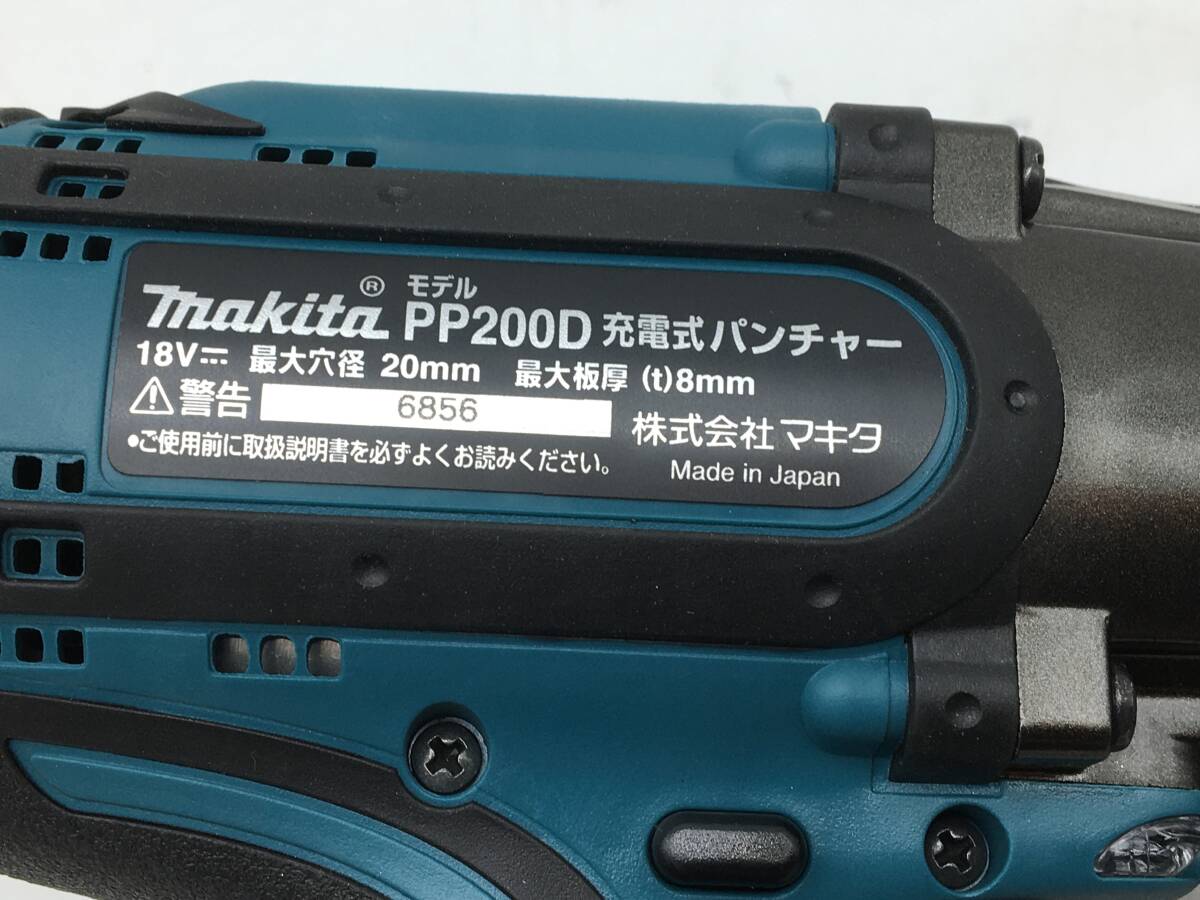 makita® モデル PP200D 充電式パンチャー
18V⎓ 最大穴径 20mm 最大板厚 (t)8mm
⚠警告 6856 株式会社マキタ
•ご使用前に取扱説明書を必ずよくお読みください。 Made in Japan